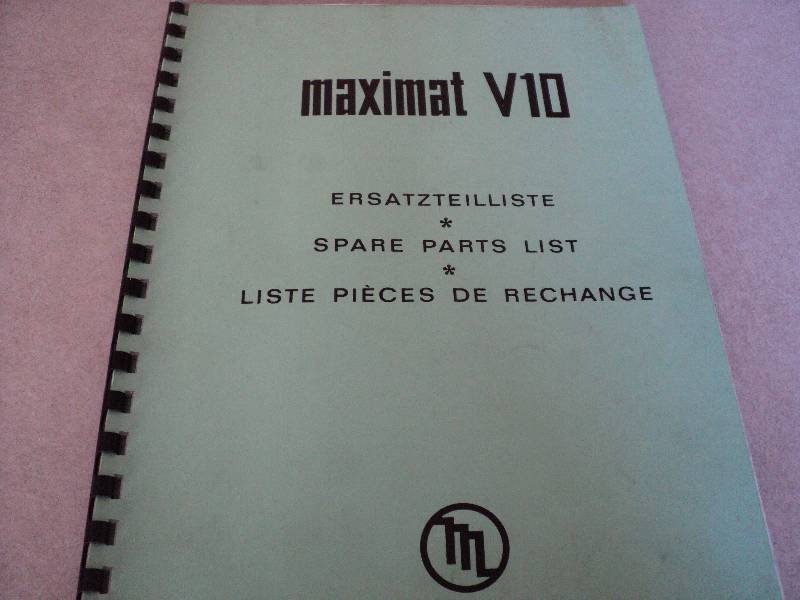 maximat V10
ERSATZTEILLISTE
*
SPARE PARTS LIST
*
LISTE PIÈCES DE RECHANGE
m